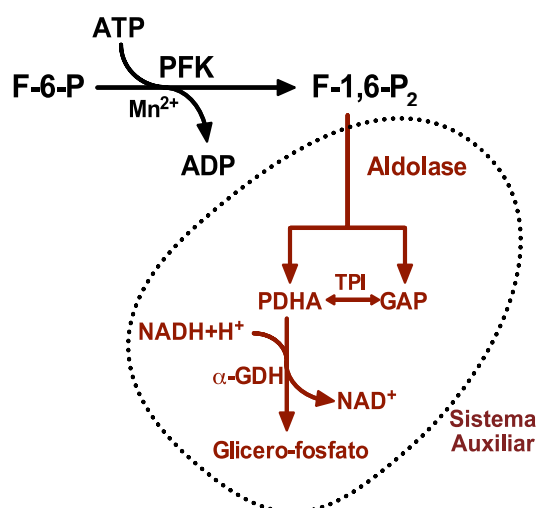 ATP
F-6-P
PFK
F-1,6-P₂
Mn²⁺
ADP
Aldolase
PDHA
TPI
GAP
NADH+H⁺
α-GDH
NAD⁺
Glicero-fosfato
Sistema
Auxiliar